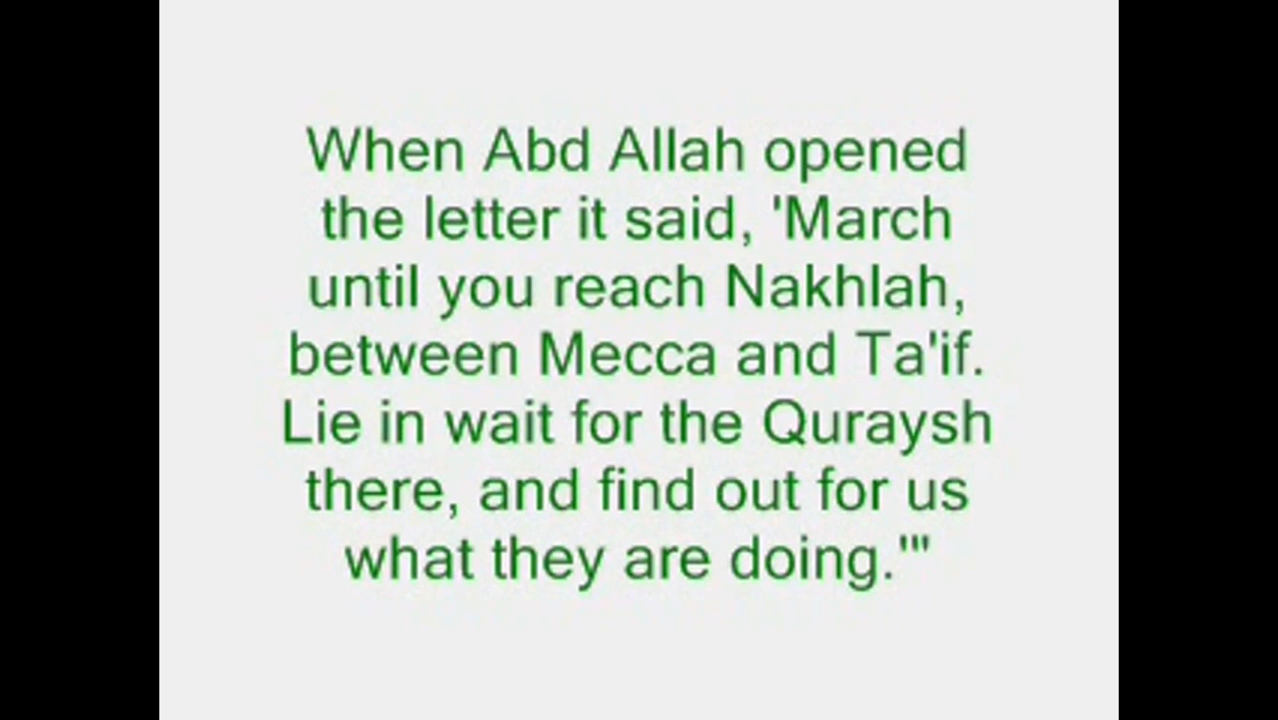 When Abd Allah opened
the letter it said, 'March
until you reach Nakhlah,
between Mecca and Ta'if.
Lie in wait for the Quraysh
there, and find out for us
what they are doing.'"